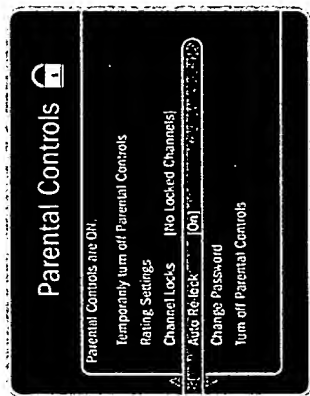 Parental Controls
Parental Controls are ON.
Temporarily turn off Parental Controls
Rating Settings
Channel Locks [No Locked Channels]
Auto Re-lock [On]
Change Password
Turn off Parental Controls